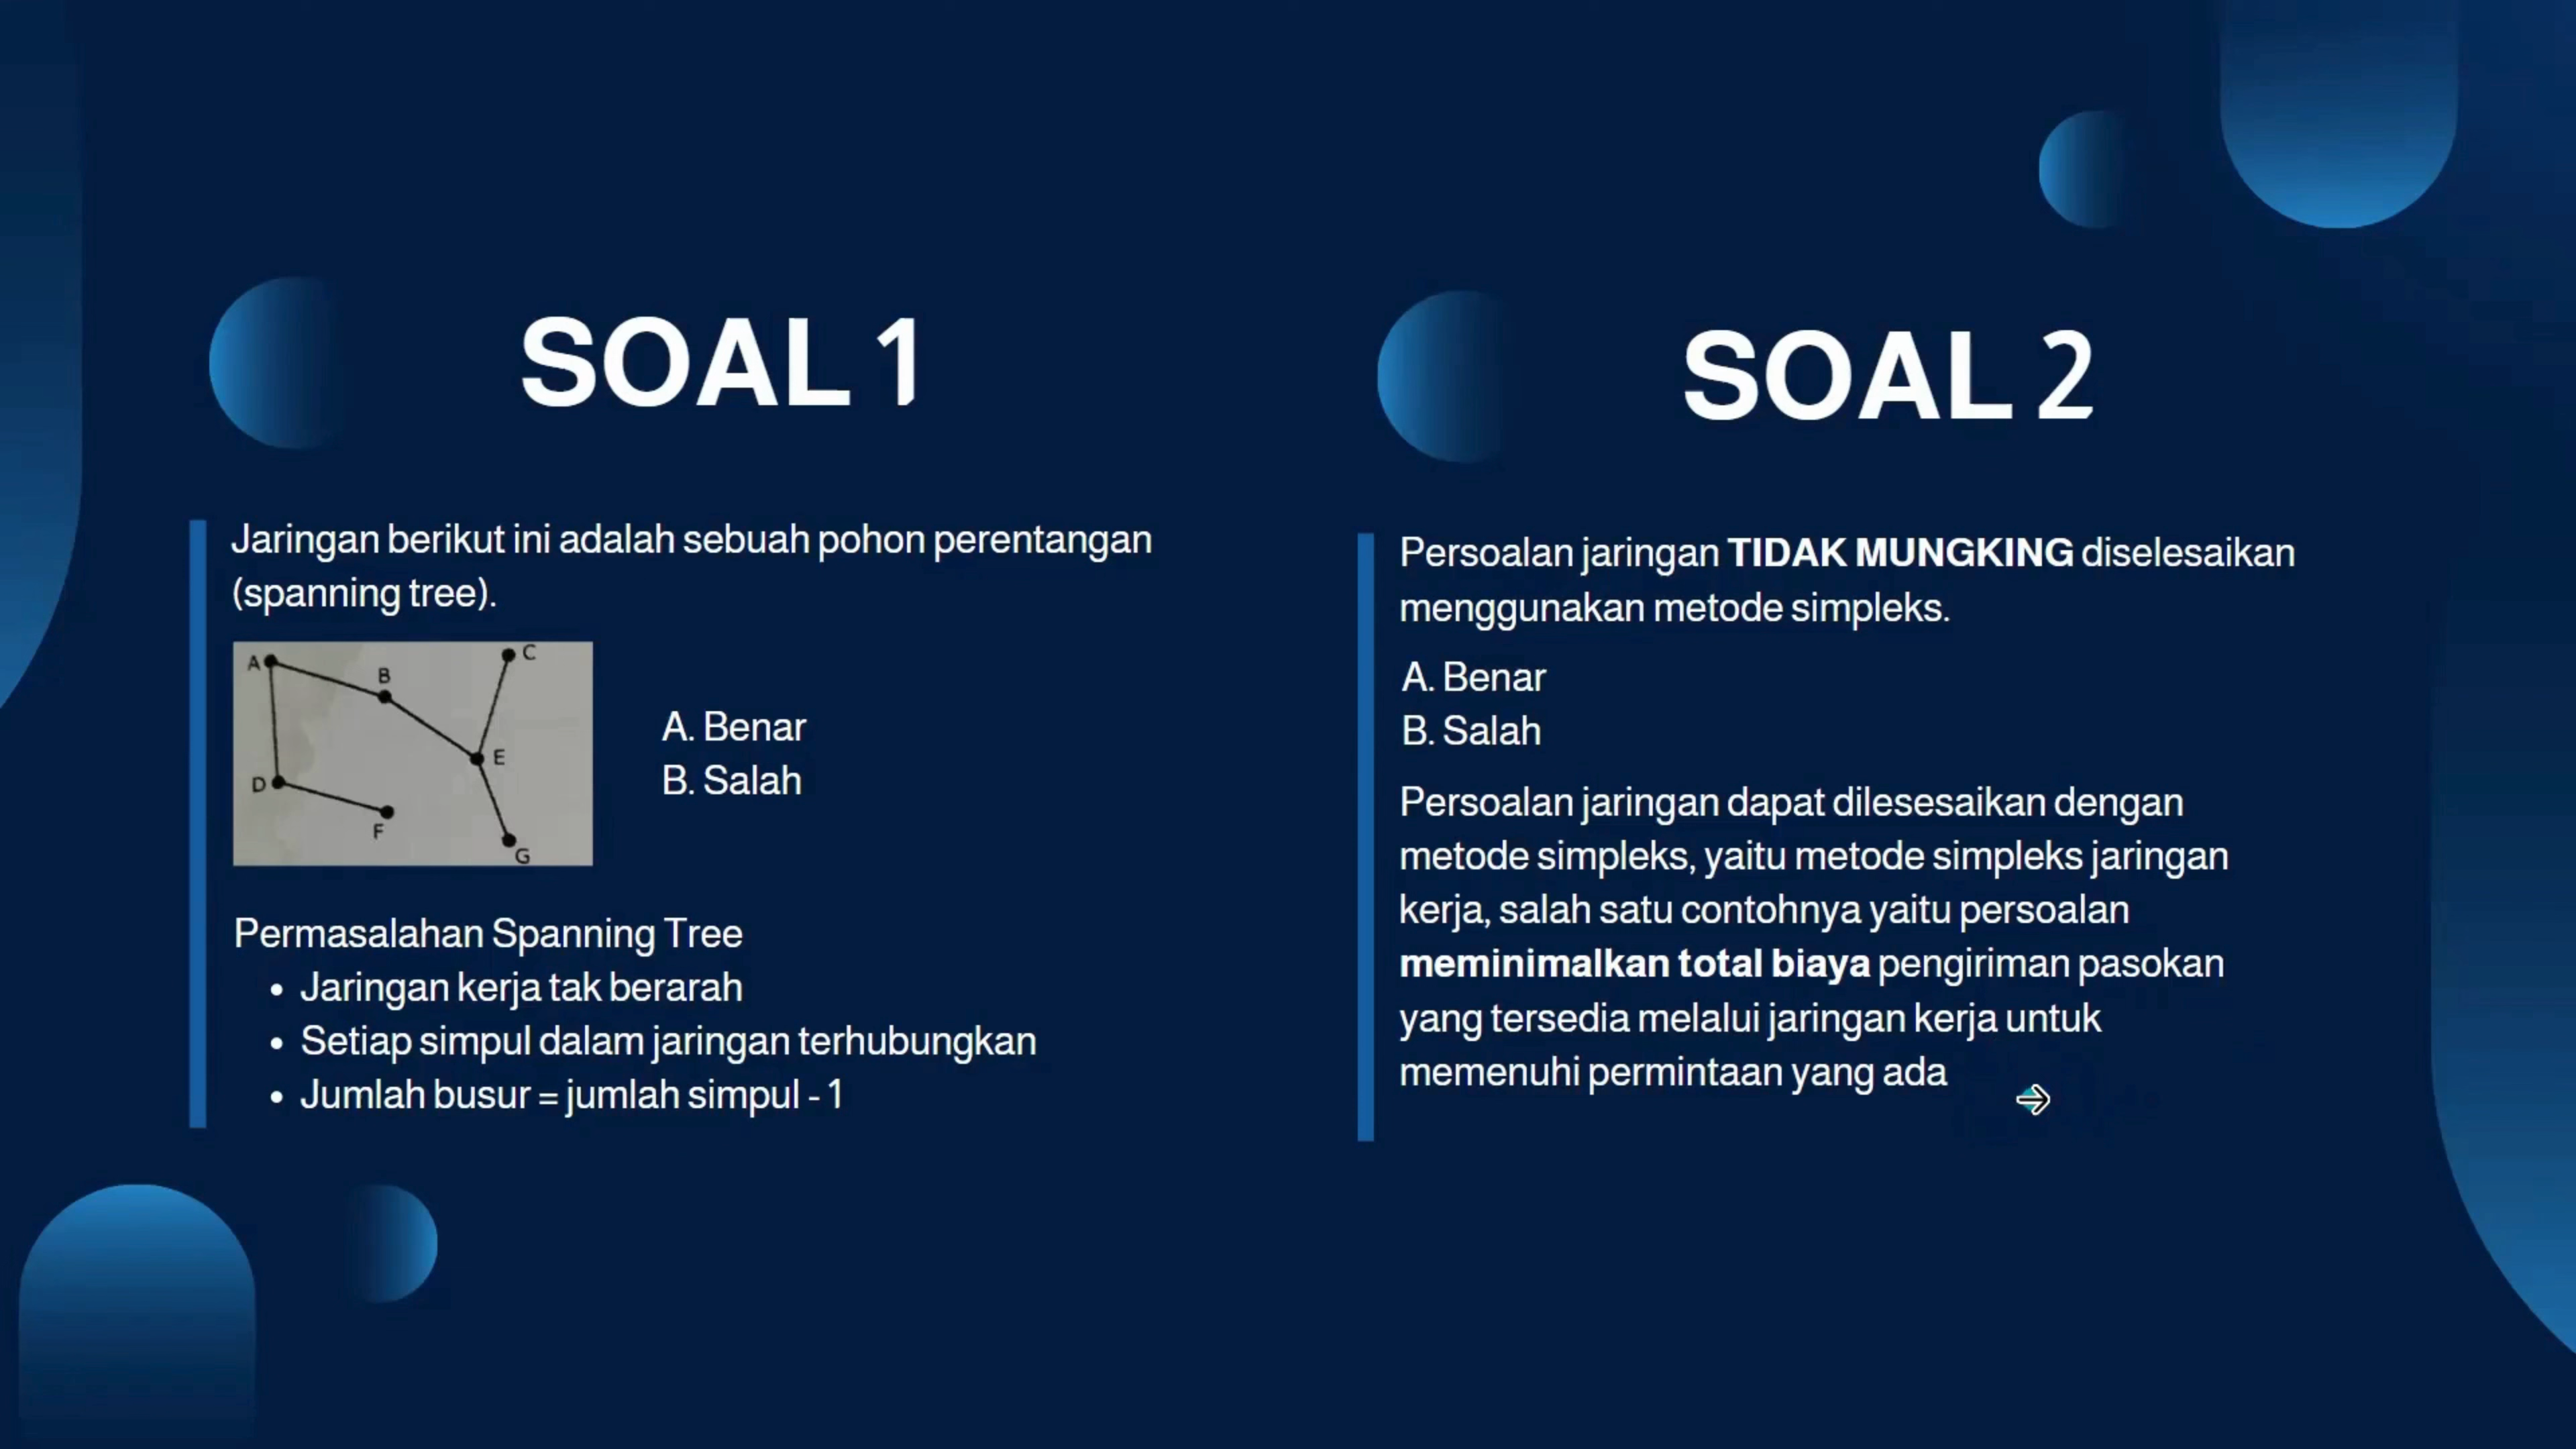 SOAL 1
Jaringan berikut ini adalah sebuah pohon perentangan
(spanning tree).
A
B
C
D
E
F
G
A. Benar
B. Salah
Permasalahan Spanning Tree
• Jaringan kerja tak berarah
• Setiap simpul dalam jaringan terhubungkan
• Jumlah busur = jumlah simpul - 1
SOAL 2
Persoalan jaringan TIDAK MUNGKING diselesaikan
menggunakan metode simpleks.
A. Benar
B. Salah
Persoalan jaringan dapat dilesesaikan dengan
metode simpleks, yaitu metode simpleks jaringan
kerja, salah satu contohnya yaitu persoalan
meminimalkan total biaya pengiriman pasokan
yang tersedia melalui jaringan kerja untuk
memenuhi permintaan yang ada